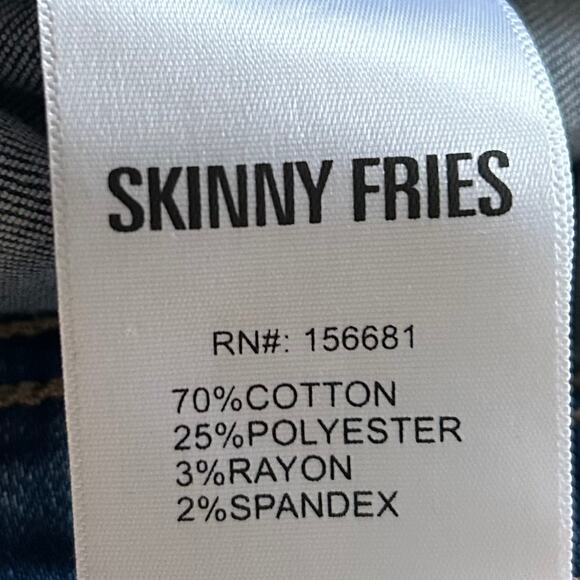 SKINNY FRIES
RN#: 156681
70%COTTON
25%POLYESTER
3%RAYON
2%SPANDEX